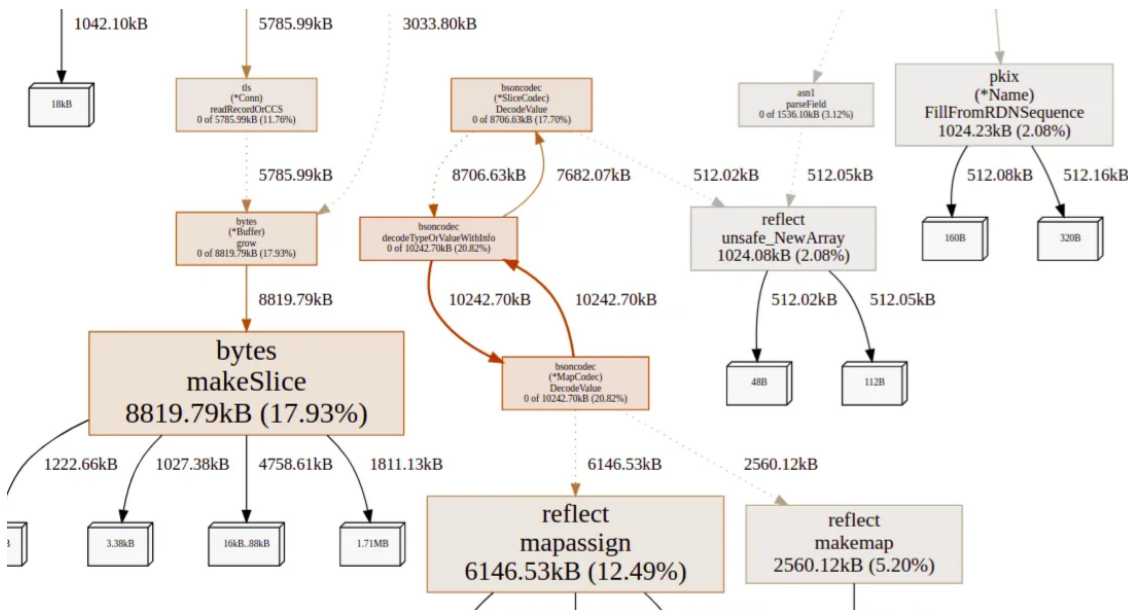 1042.10kB
5785.99kB
3033.80kB
18kB
tls
(*Conn)
readRecordOrCCS
0 of 5785.99kB (11.76%)
bsoncodec
(*SliceCodec)
DecodeValue
0 of 8706.63kB (17.70%)
asn1
parseField
0 of 1536.10kB (3.12%)
pkix
(*Name)
FillFromRDNSequence
1024.23kB (2.08%)
5785.99kB
8706.63kB
7682.07kB
512.02kB
512.05kB
512.08kB
512.16kB
bytes
(*Buffer)
grow
0 of 8819.79kB (17.93%)
bsoncodec
decodeTypeOrValueWithInfo
0 of 10242.70kB (20.82%)
reflect
unsafe_NewArray
1024.08kB (2.08%)
160B
320B
8819.79kB
10242.70kB
10242.70kB
512.02kB
512.05kB
bytes
makeSlice
8819.79kB (17.93%)
bsoncodec
(*MapCodec)
DecodeValue
0 of 10242.70kB (20.82%)
48B
112B
1222.66kB
1027.38kB
4758.61kB
1811.13kB
6146.53kB
2560.12kB
3.38kB
16kB..88kB
1.71MB
reflect
mapassign
6146.53kB (12.49%)
reflect
makemap
2560.12kB (5.20%)